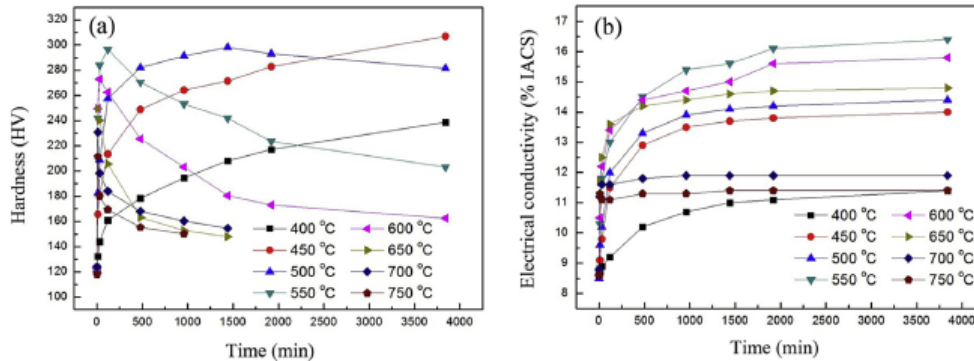 (a)
Hardness (HV)
320
300
280
260
240
220
200
180
160
140
120
100
400 °C 600 °C
450 °C 650 °C
500 °C 700 °C
550 °C 750 °C
0 500 1000 1500 2000 2500 3000 3500 4000
Time (min)
(b)
Electrical conductivity (% IACS)
17
16
15
14
13
12
11
10
9
8
400 °C 600 °C
450 °C 650 °C
500 °C 700 °C
550 °C 750 °C
0 500 1000 1500 2000 2500 3000 3500 4000
Time (min)